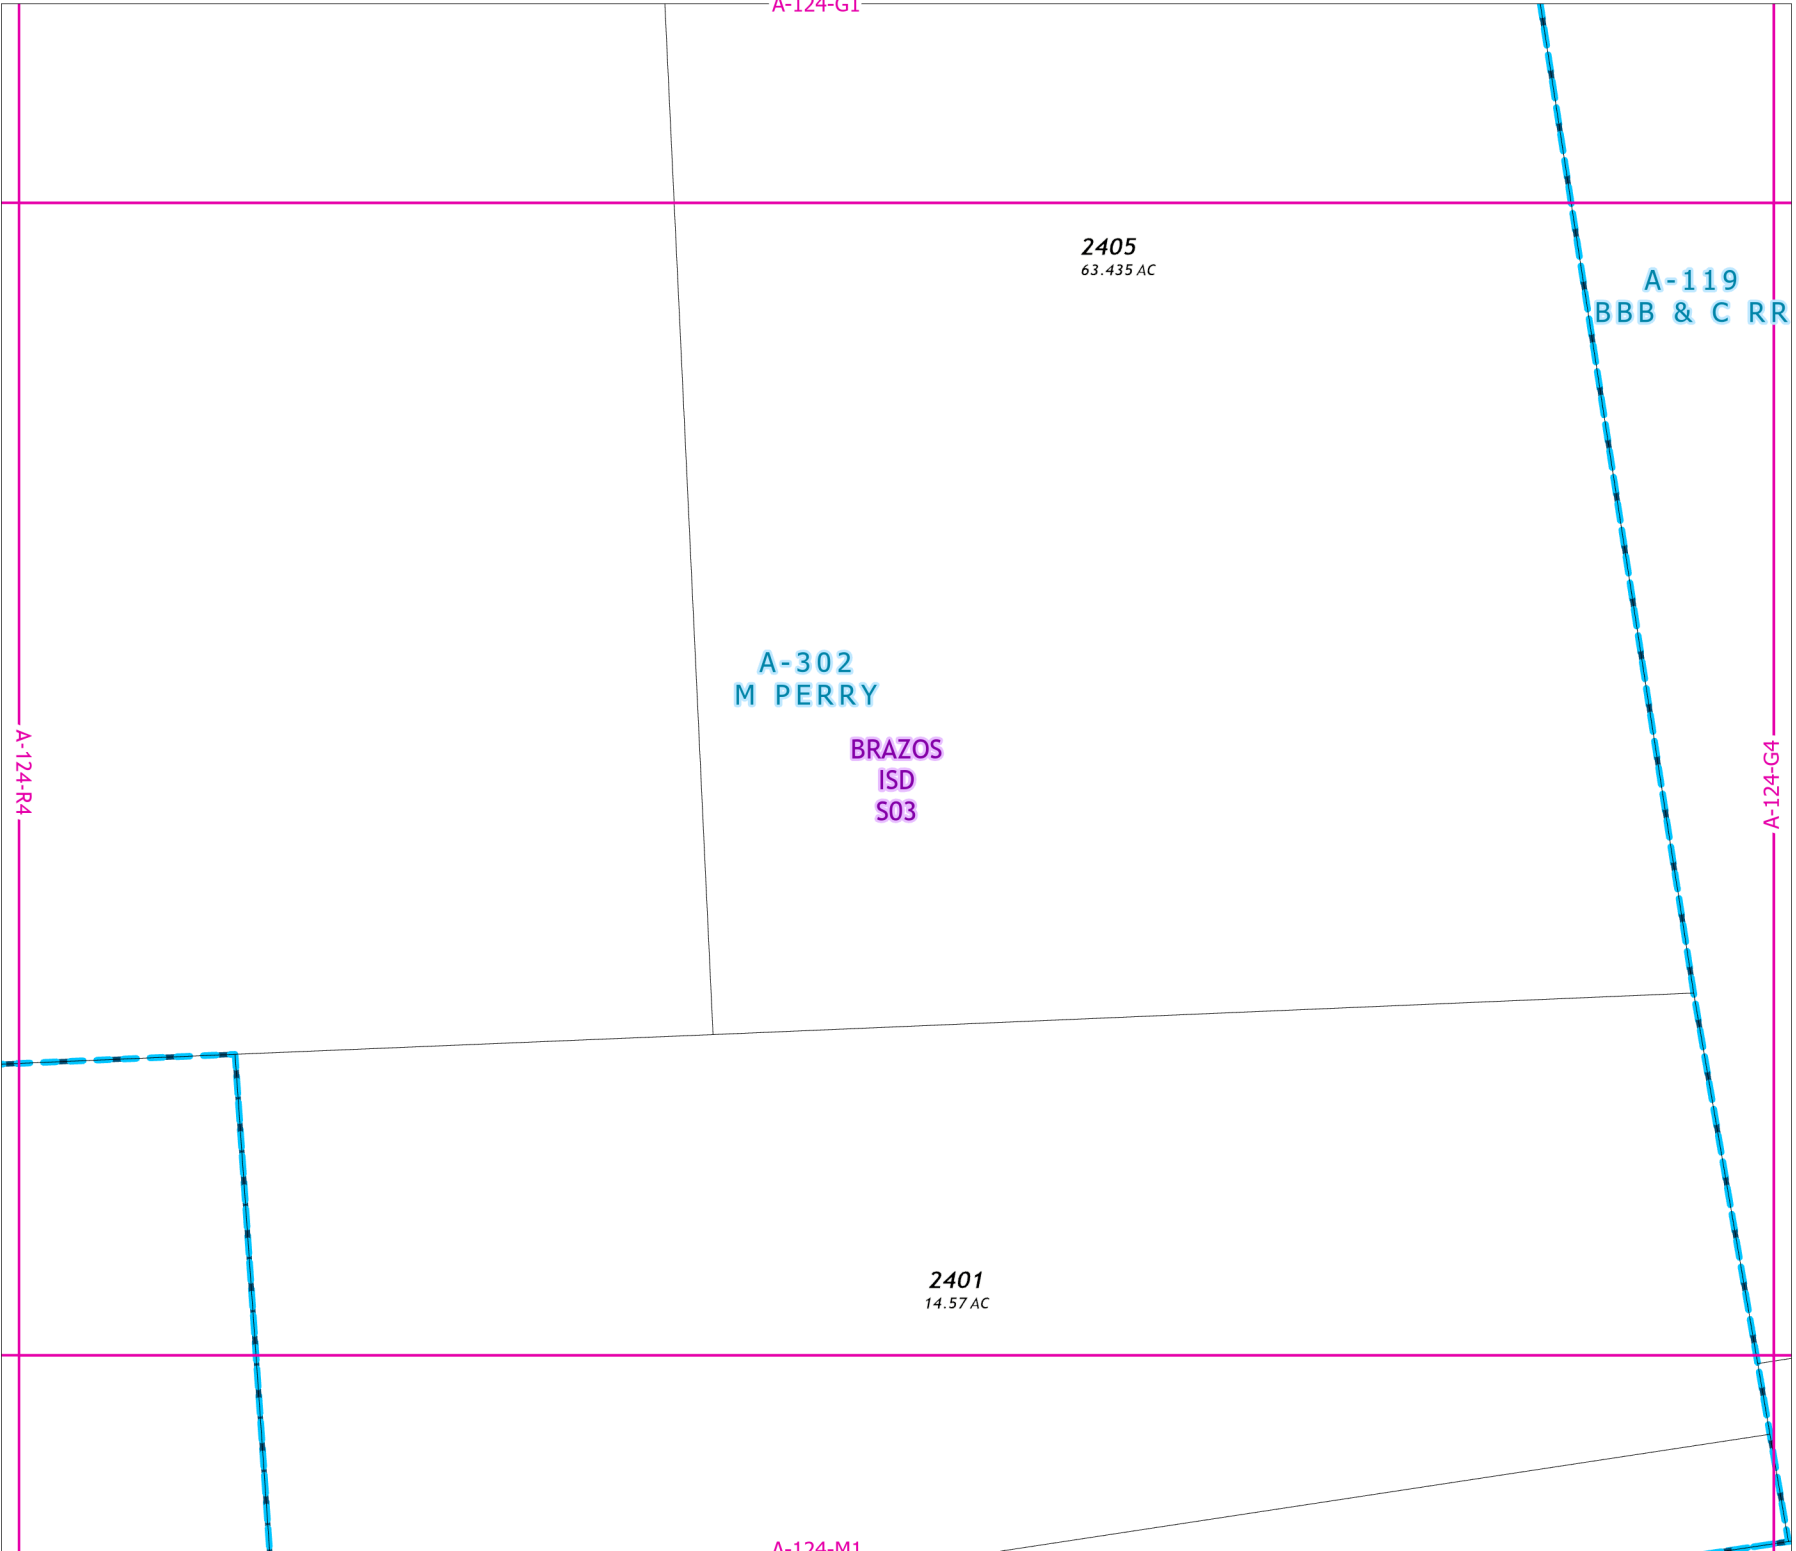 A-124-G1
2405
63.435 AC
A-119
BBB & C RR
A-302
M PERRY
BRAZOS
ISD
S03
A-124-R4
A-124-G4
2401
14.57 AC
A-124-M1